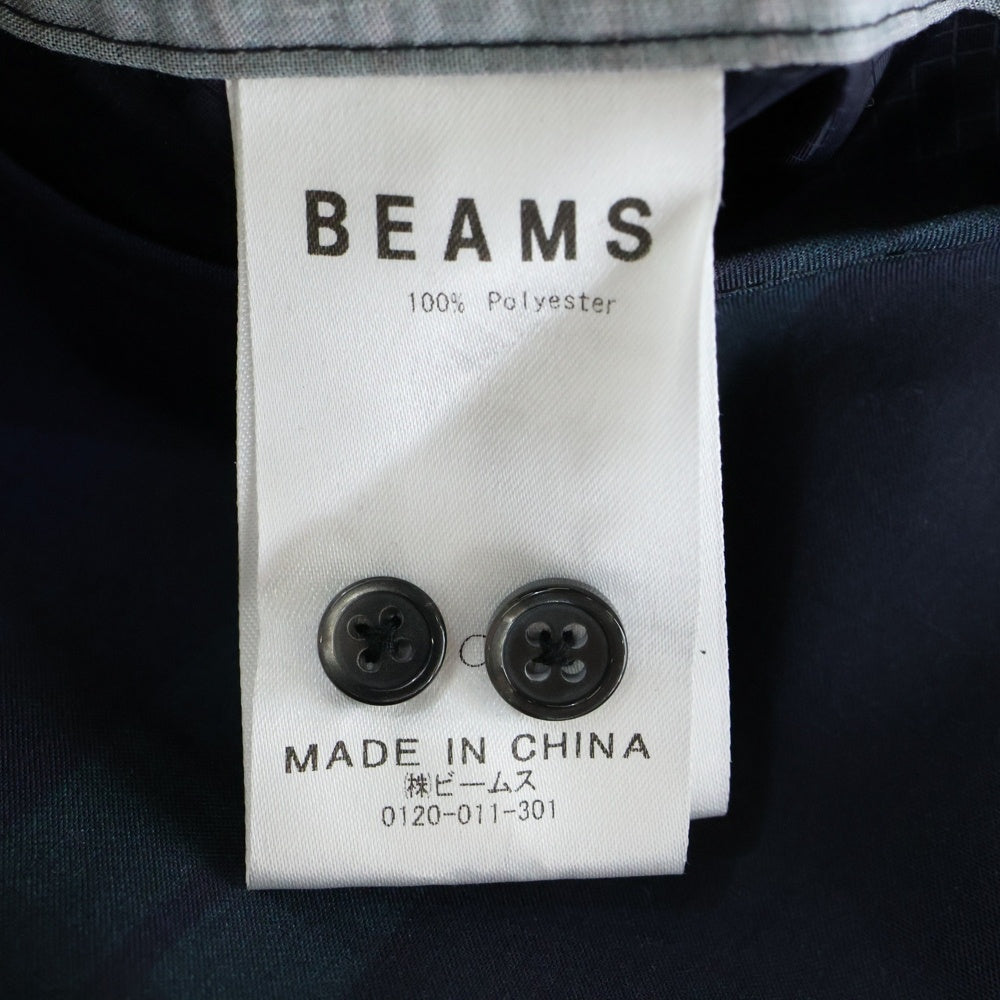 BEAMS
100% Polyester
MADE IN CHINA
㈱ビームス
0120-011-301